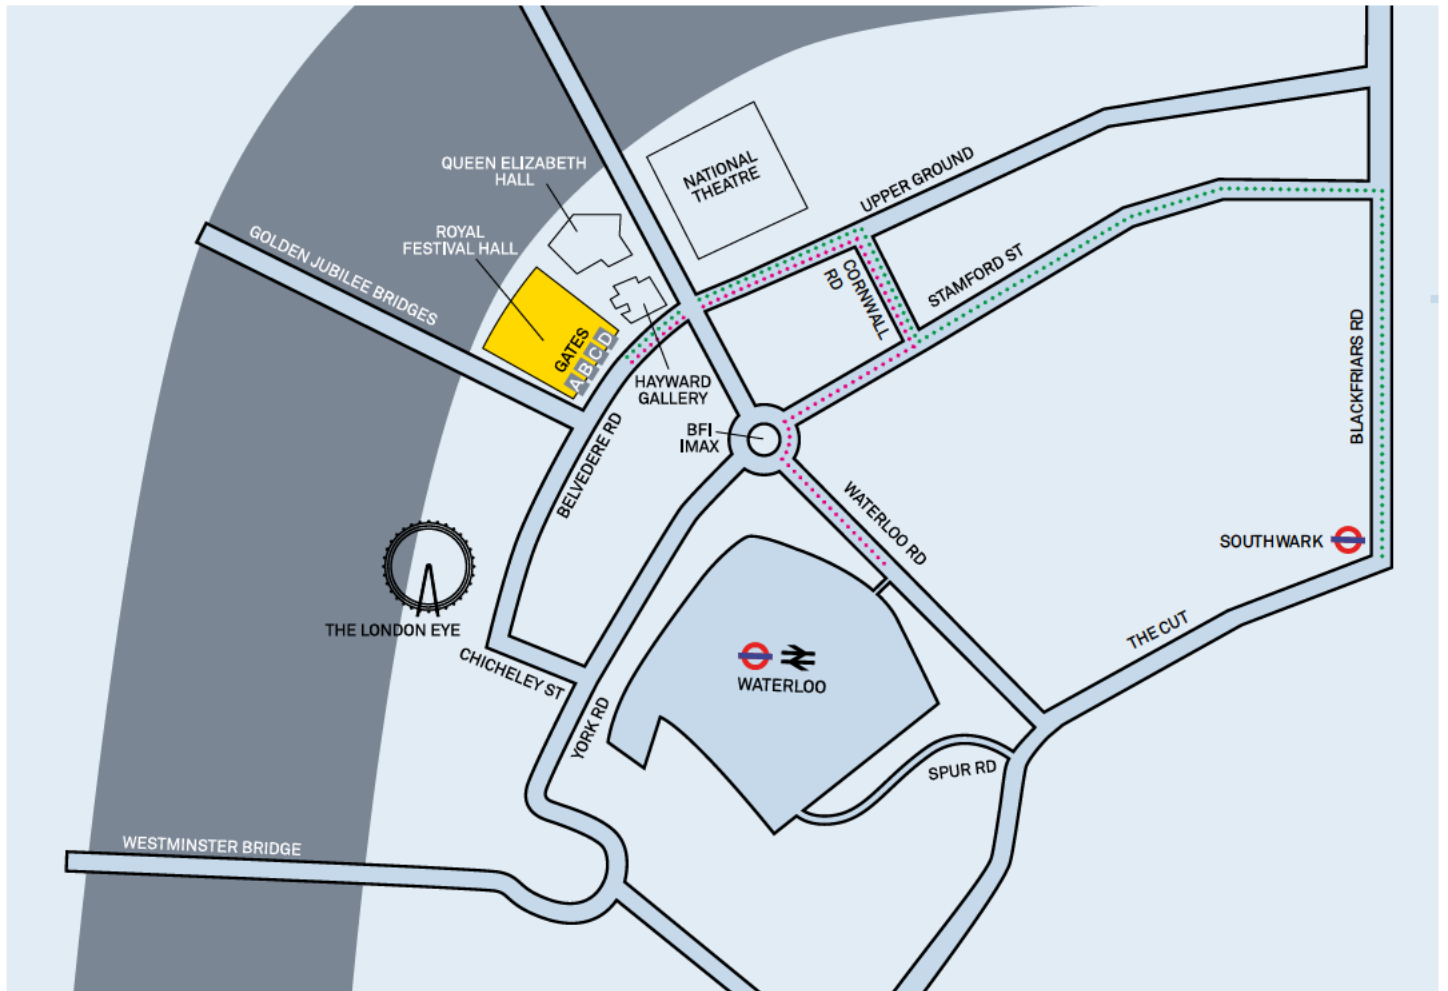 QUEEN ELIZABETH
HALL
NATIONAL
THEATRE
UPPER GROUND
ROYAL
FESTIVAL HALL
GOLDEN JUBILEE BRIDGES
CORNWALL
RD
STAMFORD ST
GATES
A B C D
HAYWARD
GALLERY
BLACKFRIARS RD
BFI
IMAX
BELVEDERE RD
WATERLOO RD
SOUTHWARK
THE LONDON EYE
THE CUT
CHICHELEY ST
WATERLOO
YORK RD
SPUR RD
WESTMINSTER BRIDGE